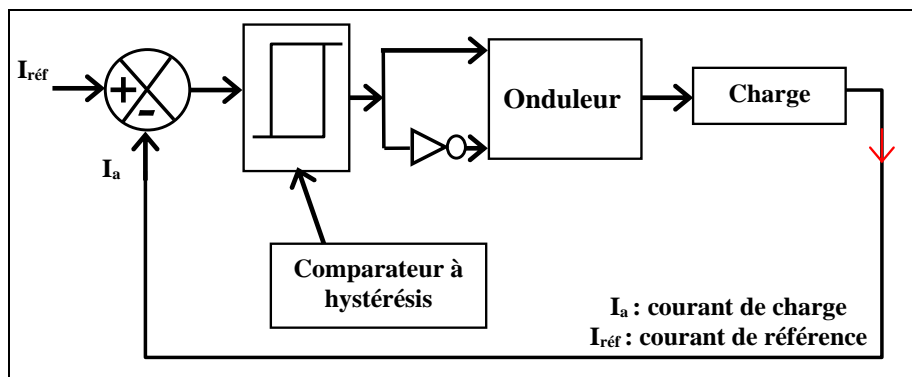 Iréf
+
-
Ia
Onduleur
Charge
Comparateur à
hystérésis
Ia : courant de charge
Iréf : courant de référence